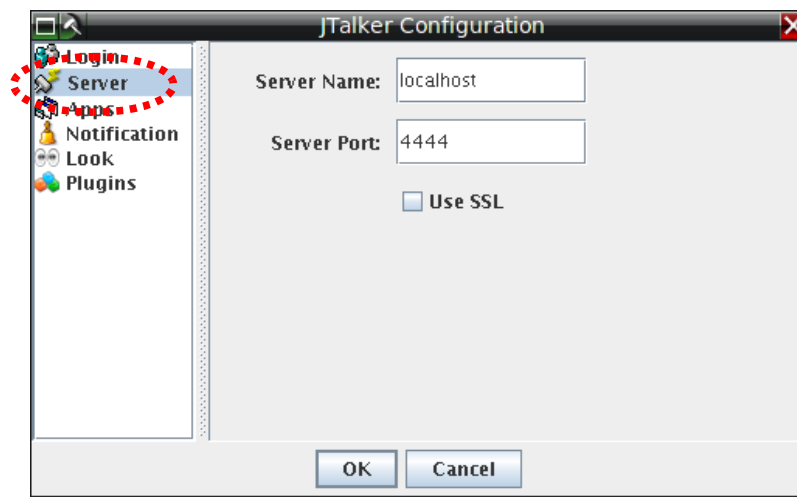 JTalker Configuration
Login
Server
Apps
Notification
Look
Plugins
Server Name: localhost
Server Port: 4444
Use SSL
OK Cancel